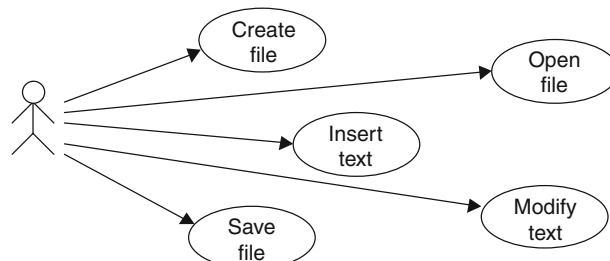 Create
file
Open
file
Insert
text
Modify
text
Save
file